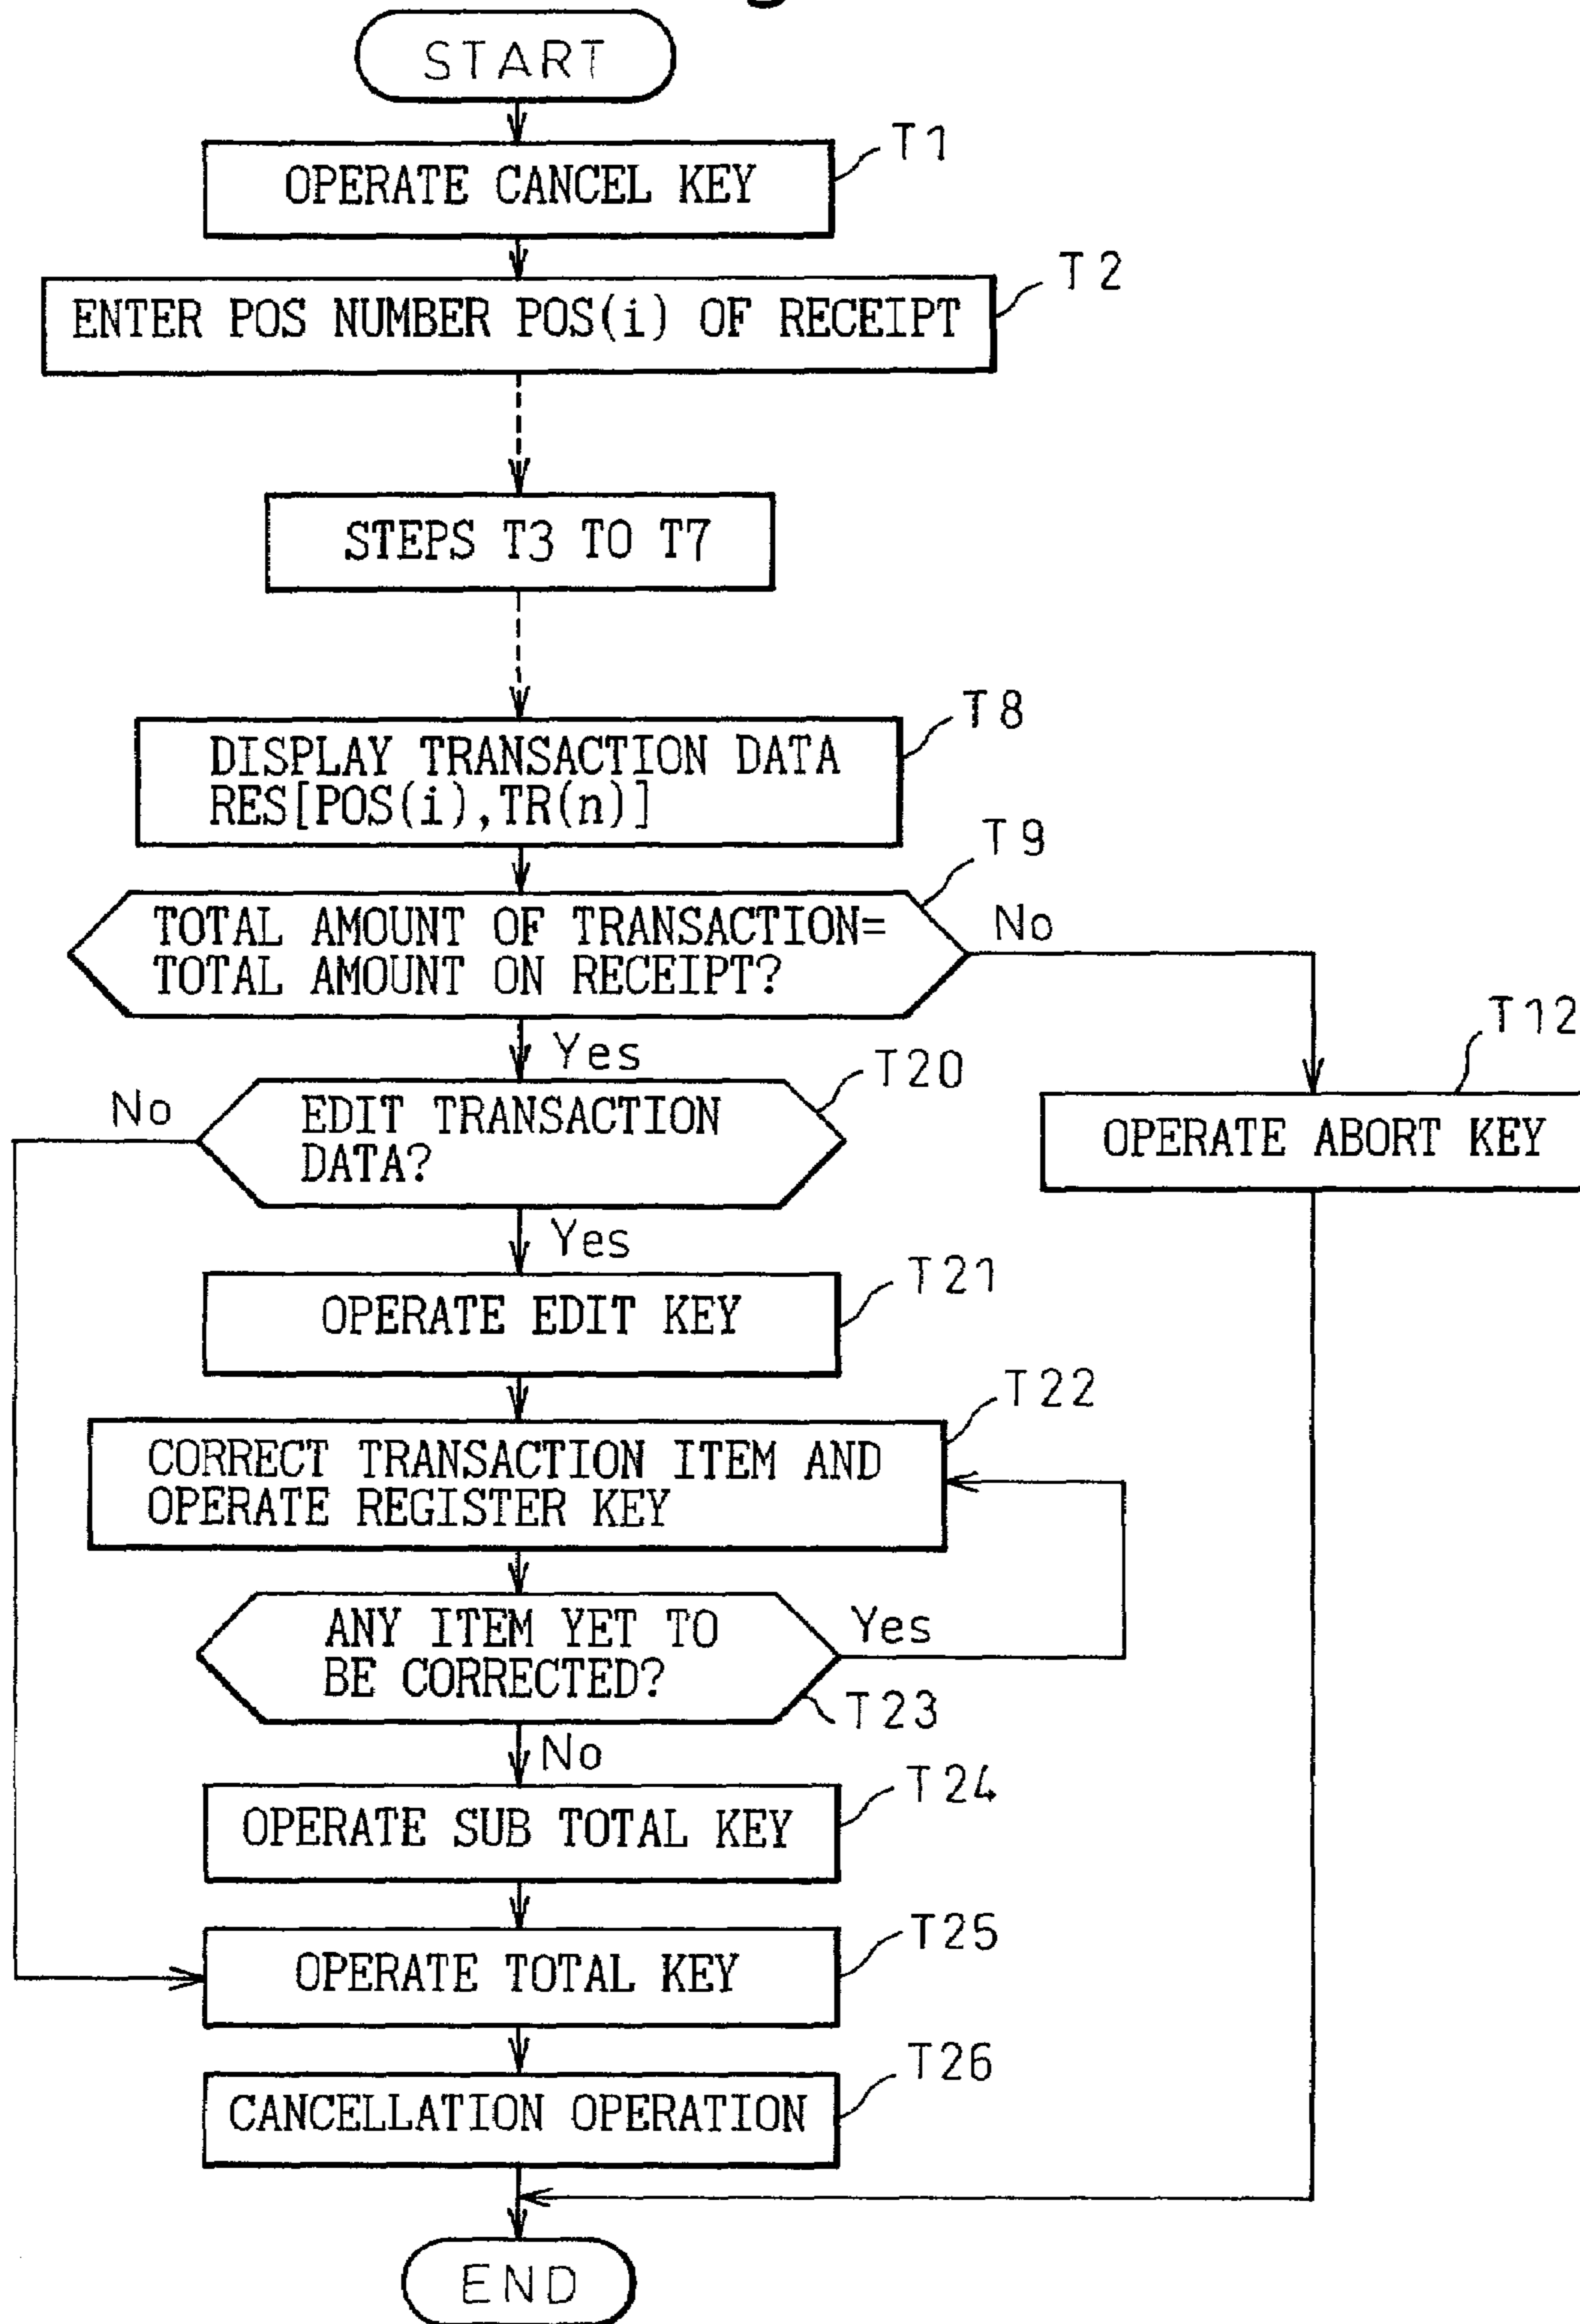 START
OPERATE CANCEL KEY
T1
ENTER POS NUMBER POS(i) OF RECEIPT
T2
STEPS T3 TO T7
DISPLAY TRANSACTION DATA
RES[POS(i),TR(n)]
T8
TOTAL AMOUNT OF TRANSACTION=
TOTAL AMOUNT ON RECEIPT?
T9
No
Yes
OPERATE ABORT KEY
T12
EDIT TRANSACTION
DATA?
T20
No
Yes
OPERATE EDIT KEY
T21
CORRECT TRANSACTION ITEM AND
OPERATE REGISTER KEY
T22
ANY ITEM YET TO
BE CORRECTED?
Yes
T23
No
OPERATE SUB TOTAL KEY
T24
OPERATE TOTAL KEY
T25
CANCELLATION OPERATION
T26
END